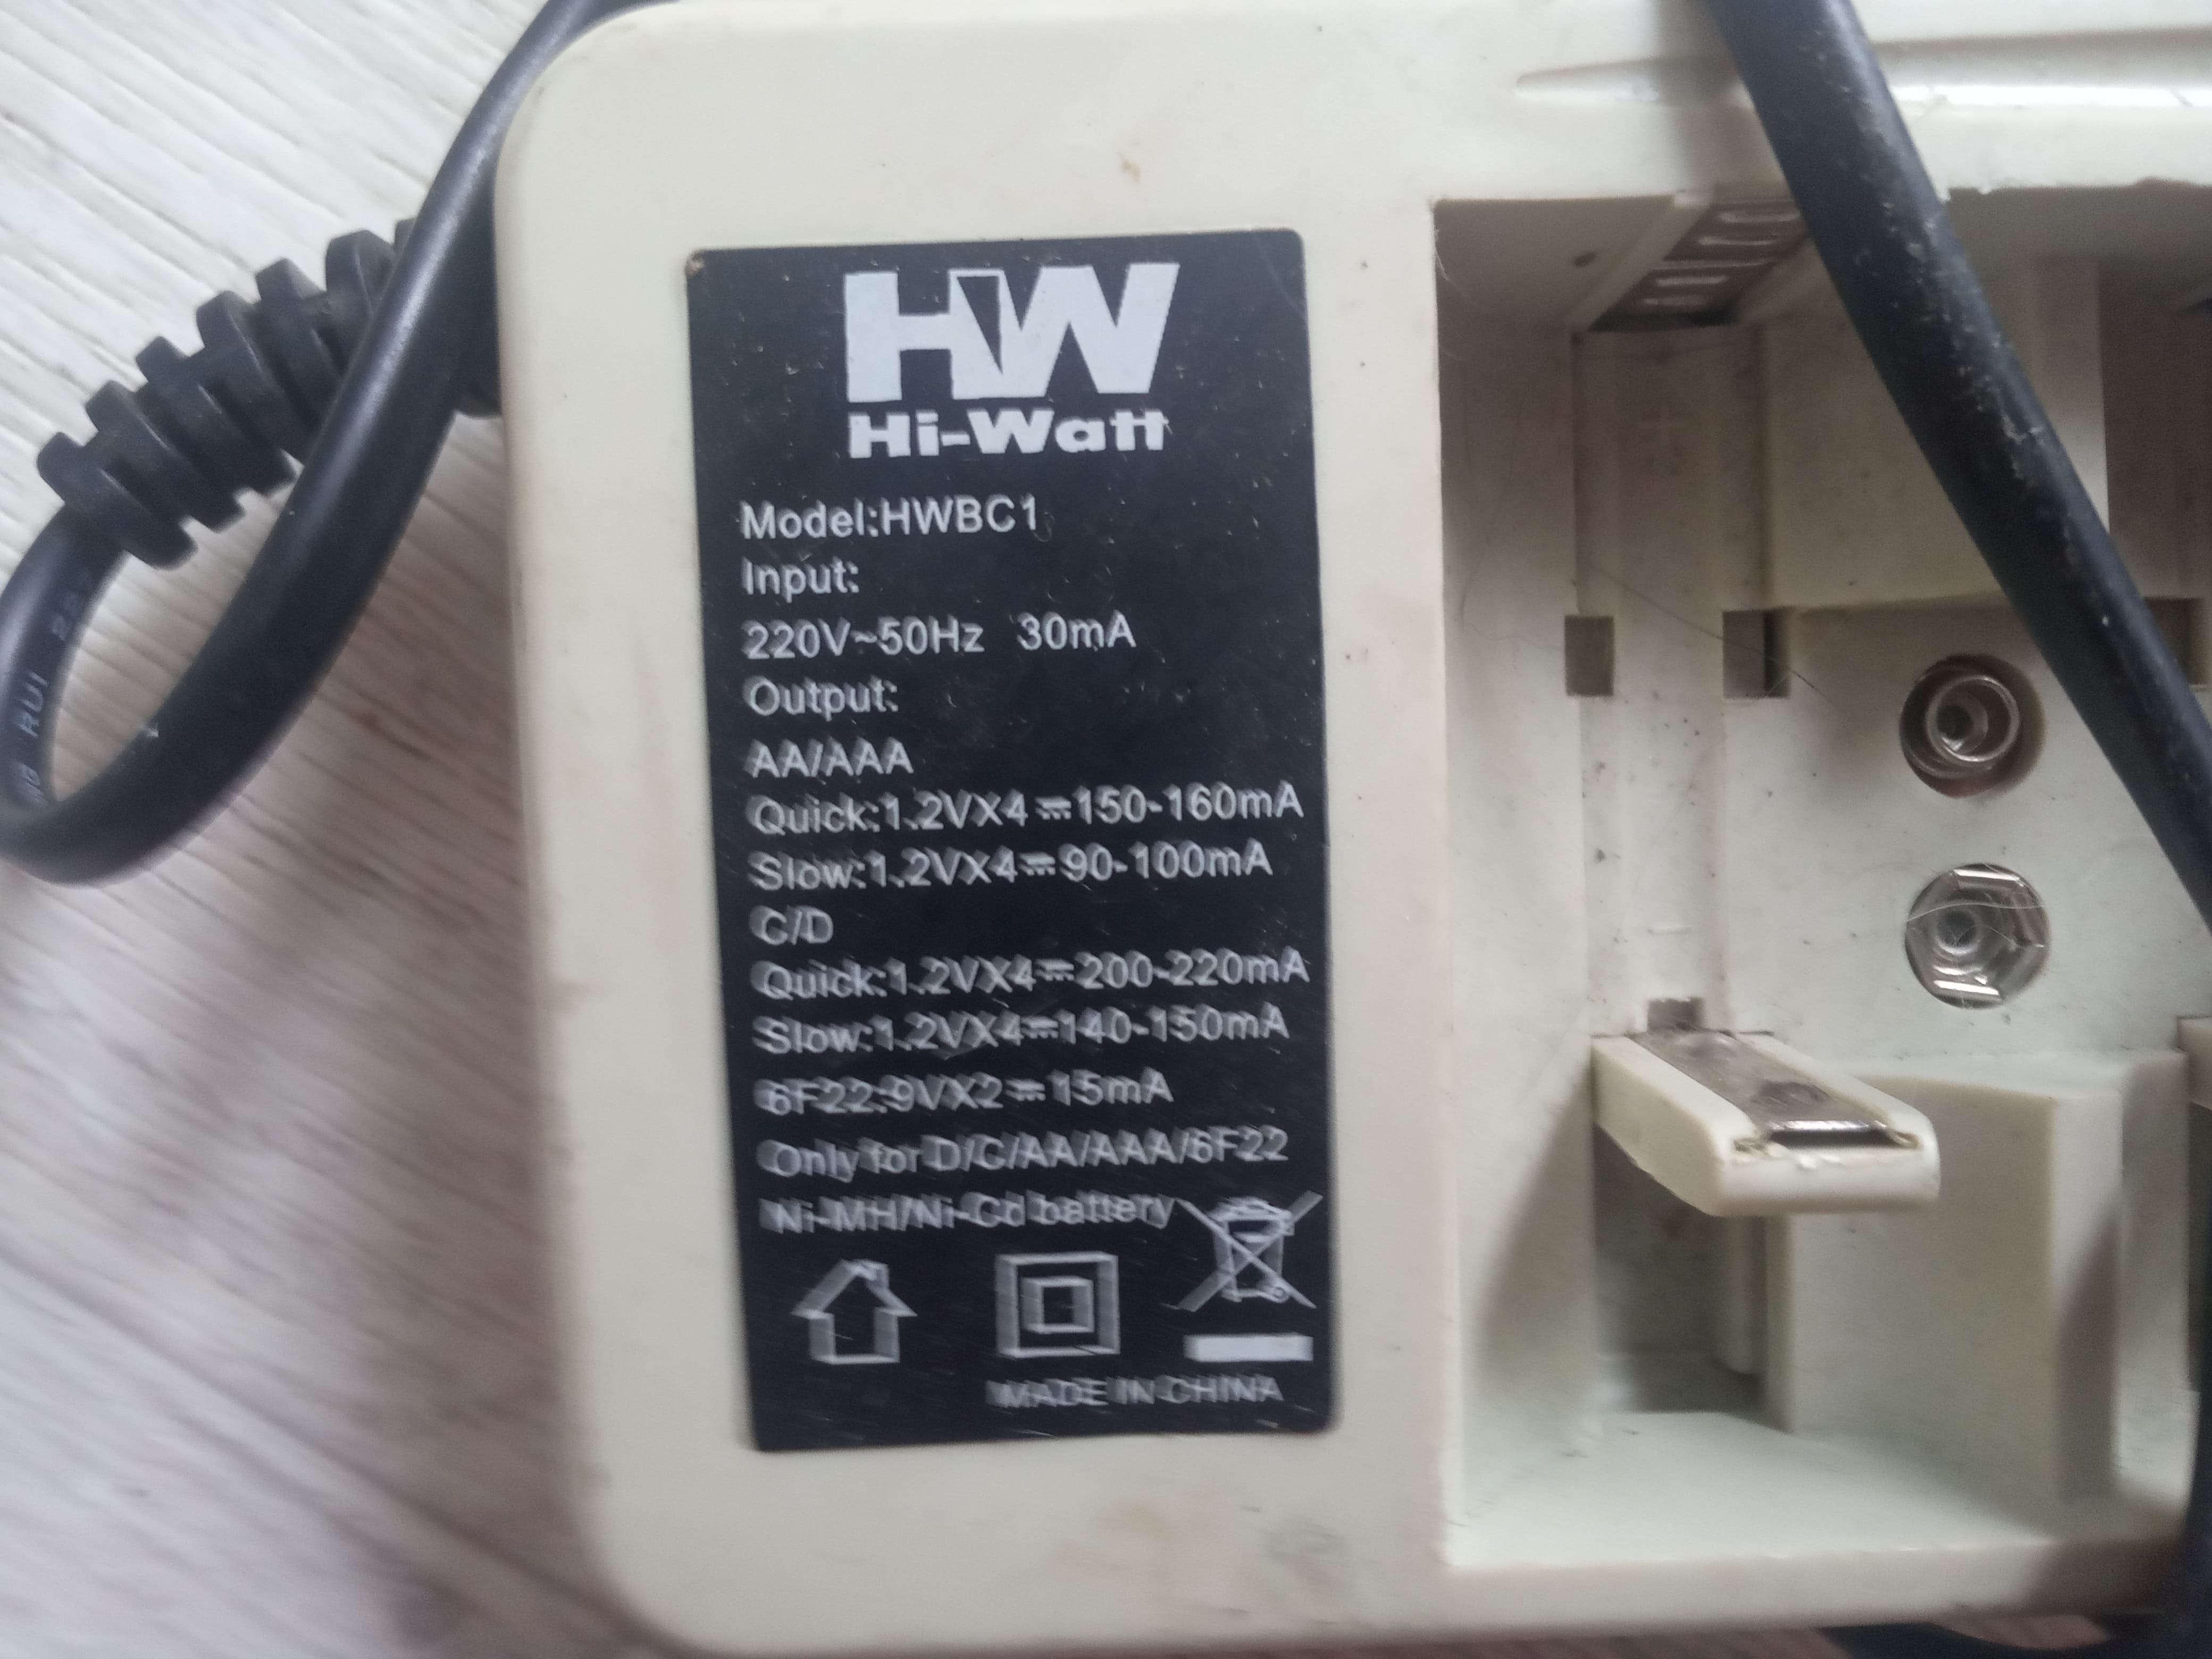 HW
Hi-Watt
Model:HWBC1
Input:
220V~50Hz 30mA
Output:
AA/AAA
Quick:1.2VX4⎓150-160mA
Slow:1.2VX4⎓90-100mA
C/D
Quick:1.2VX4⎓200-220mA
Slow:1.2VX4⎓140-150mA
6F22:9VX2⎓15mA
Only for D/C/AA/AAA/6F22
Ni-MH/Ni-Cd battery
MADE IN CHINA
RUI